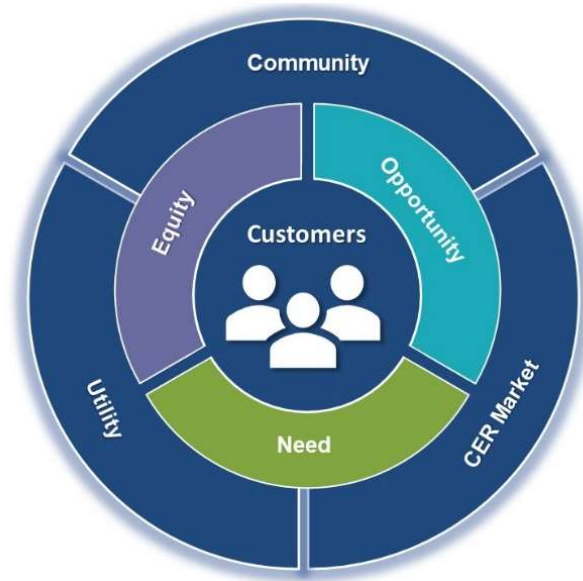 Community
Equity
Opportunity
Customers
Utility
Need
CER Market